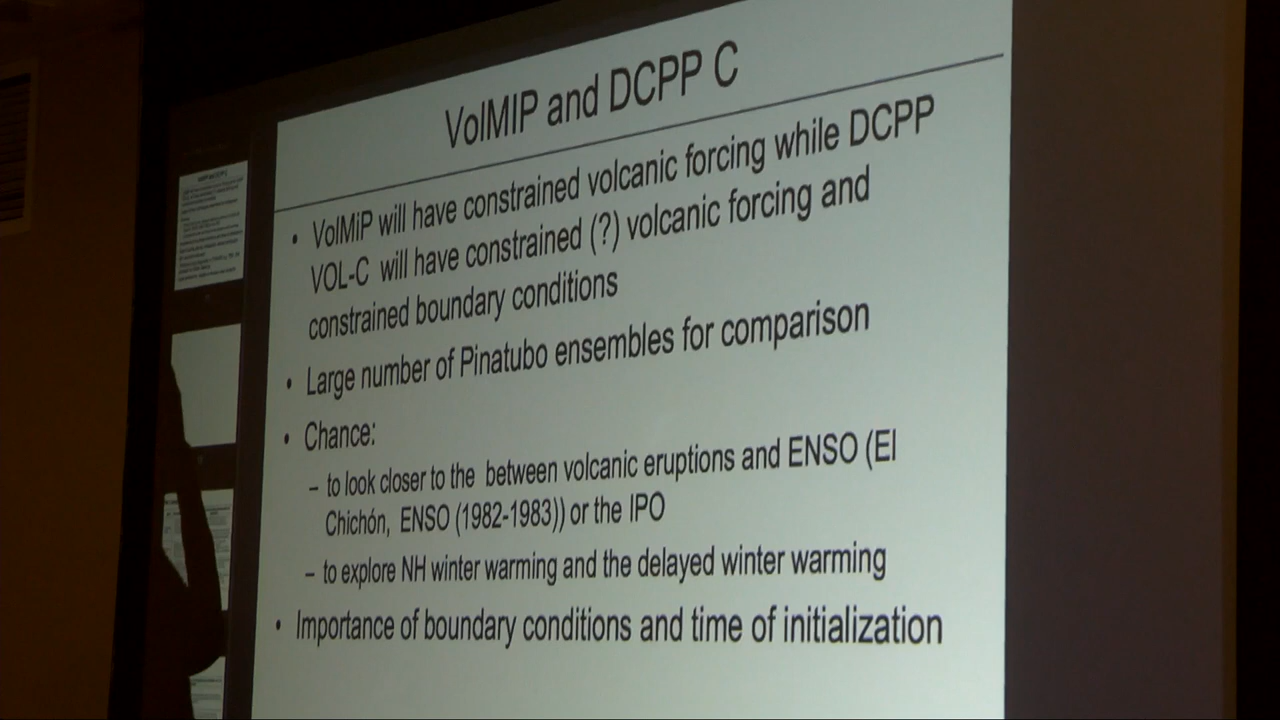 VolMIP and DCPP C
• VolMiP will have constrained volcanic forcing while DCPP
VOL-C will have constrained (?) volcanic forcing and
constrained boundary conditions
• Large number of Pinatubo ensembles for comparison
• Chance:
– to look closer to the between volcanic eruptions and ENSO (El
Chichón, ENSO (1982-1983)) or the IPO
– to explore NH winter warming and the delayed winter warming
• Importance of boundary conditions and time of initialization